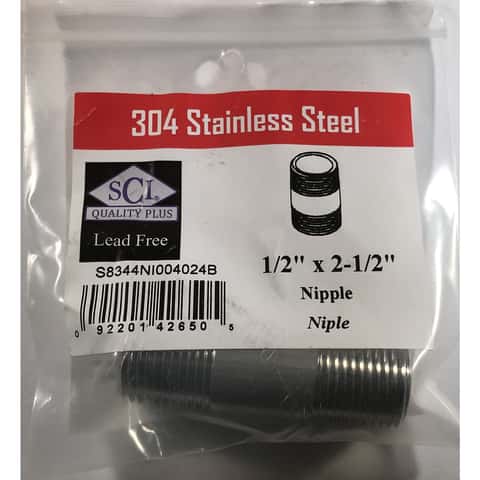 304 Stainless Steel
SCI
QUALITY PLUS
Lead Free
S8344NI004024B
0 92201 42650 5
1/2" x 2-1/2"
Nipple
Niple